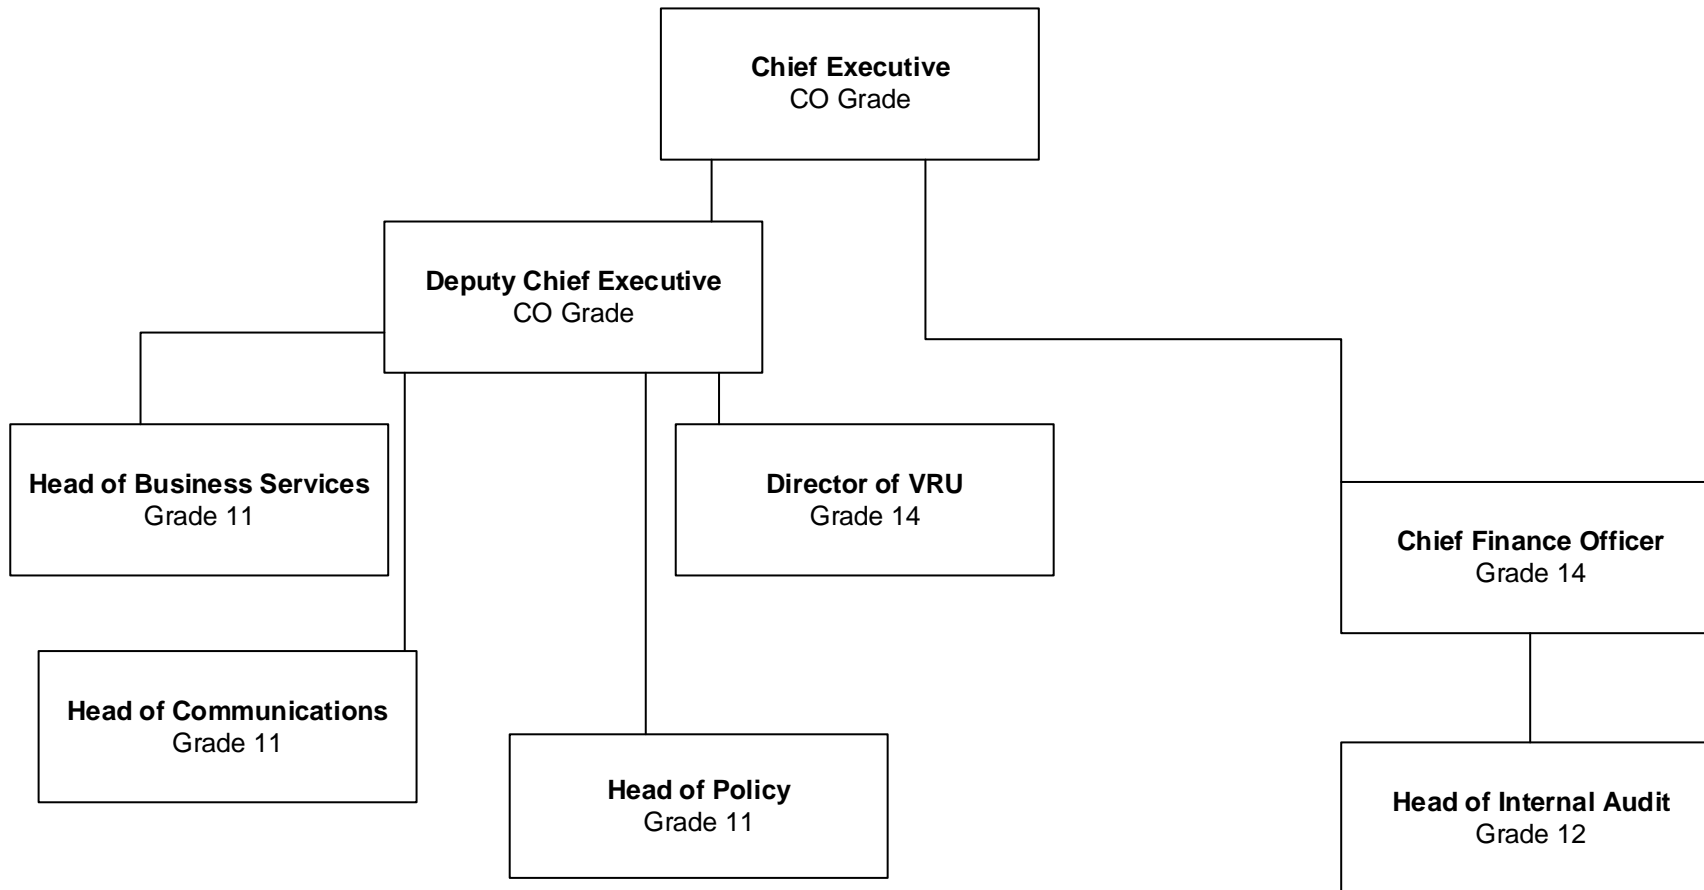 Chief Executive
CO Grade
Deputy Chief Executive
CO Grade
Head of Business Services
Grade 11
Director of VRU
Grade 14
Chief Finance Officer
Grade 14
Head of Communications
Grade 11
Head of Policy
Grade 11
Head of Internal Audit
Grade 12